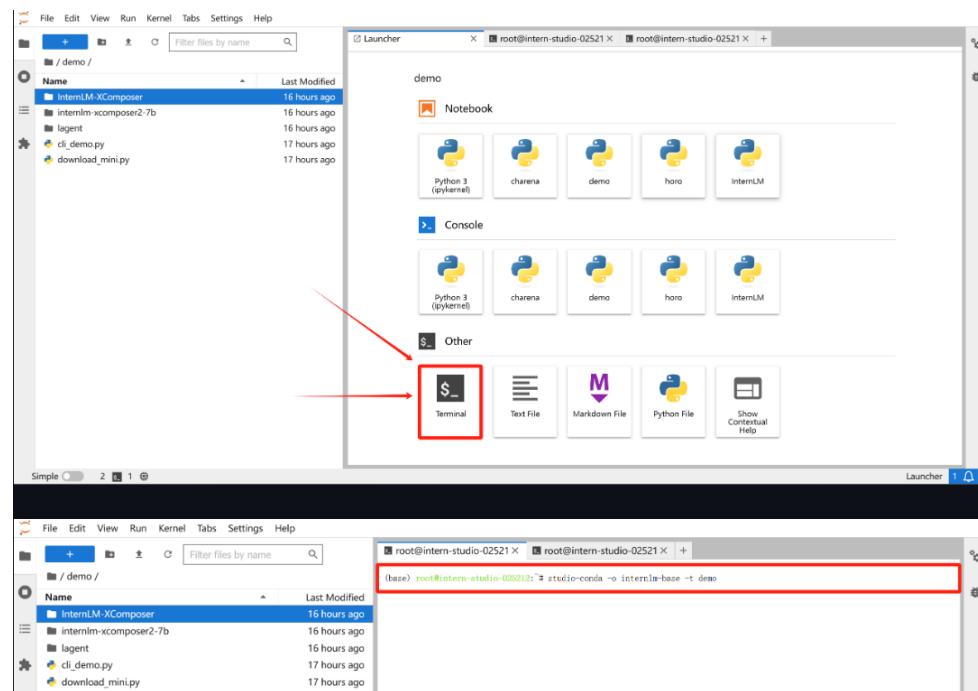 File Edit View Run Kernel Tabs Settings Help
+ Filter files by name
/ demo /
Name Last Modified
InternLM-XComposer 16 hours ago
internlm-xcomposer2-7b 16 hours ago
lagent 16 hours ago
cli_demo.py 17 hours ago
download_mini.py 17 hours ago
Launcher × root@intern-studio-02521 × root@intern-studio-02521 × +
demo
Notebook
Python 3 (ipykernel) charena demo horo InternLM
Console
Python 3 (ipykernel) charena demo horo InternLM
$_ Other
$_ M
Terminal Text File Markdown File Python File Show Contextual Help
Simple 2 1 Launcher 1
File Edit View Run Kernel Tabs Settings Help
+ Filter files by name
/ demo /
Name Last Modified
InternLM-XComposer 16 hours ago
internlm-xcomposer2-7b 16 hours ago
lagent 16 hours ago
cli_demo.py 17 hours ago
download_mini.py 17 hours ago
root@intern-studio-02521 × root@intern-studio-02521 × +
(base) root@intern-studio-025212:~# studio-conda -o internlm-base -t demo